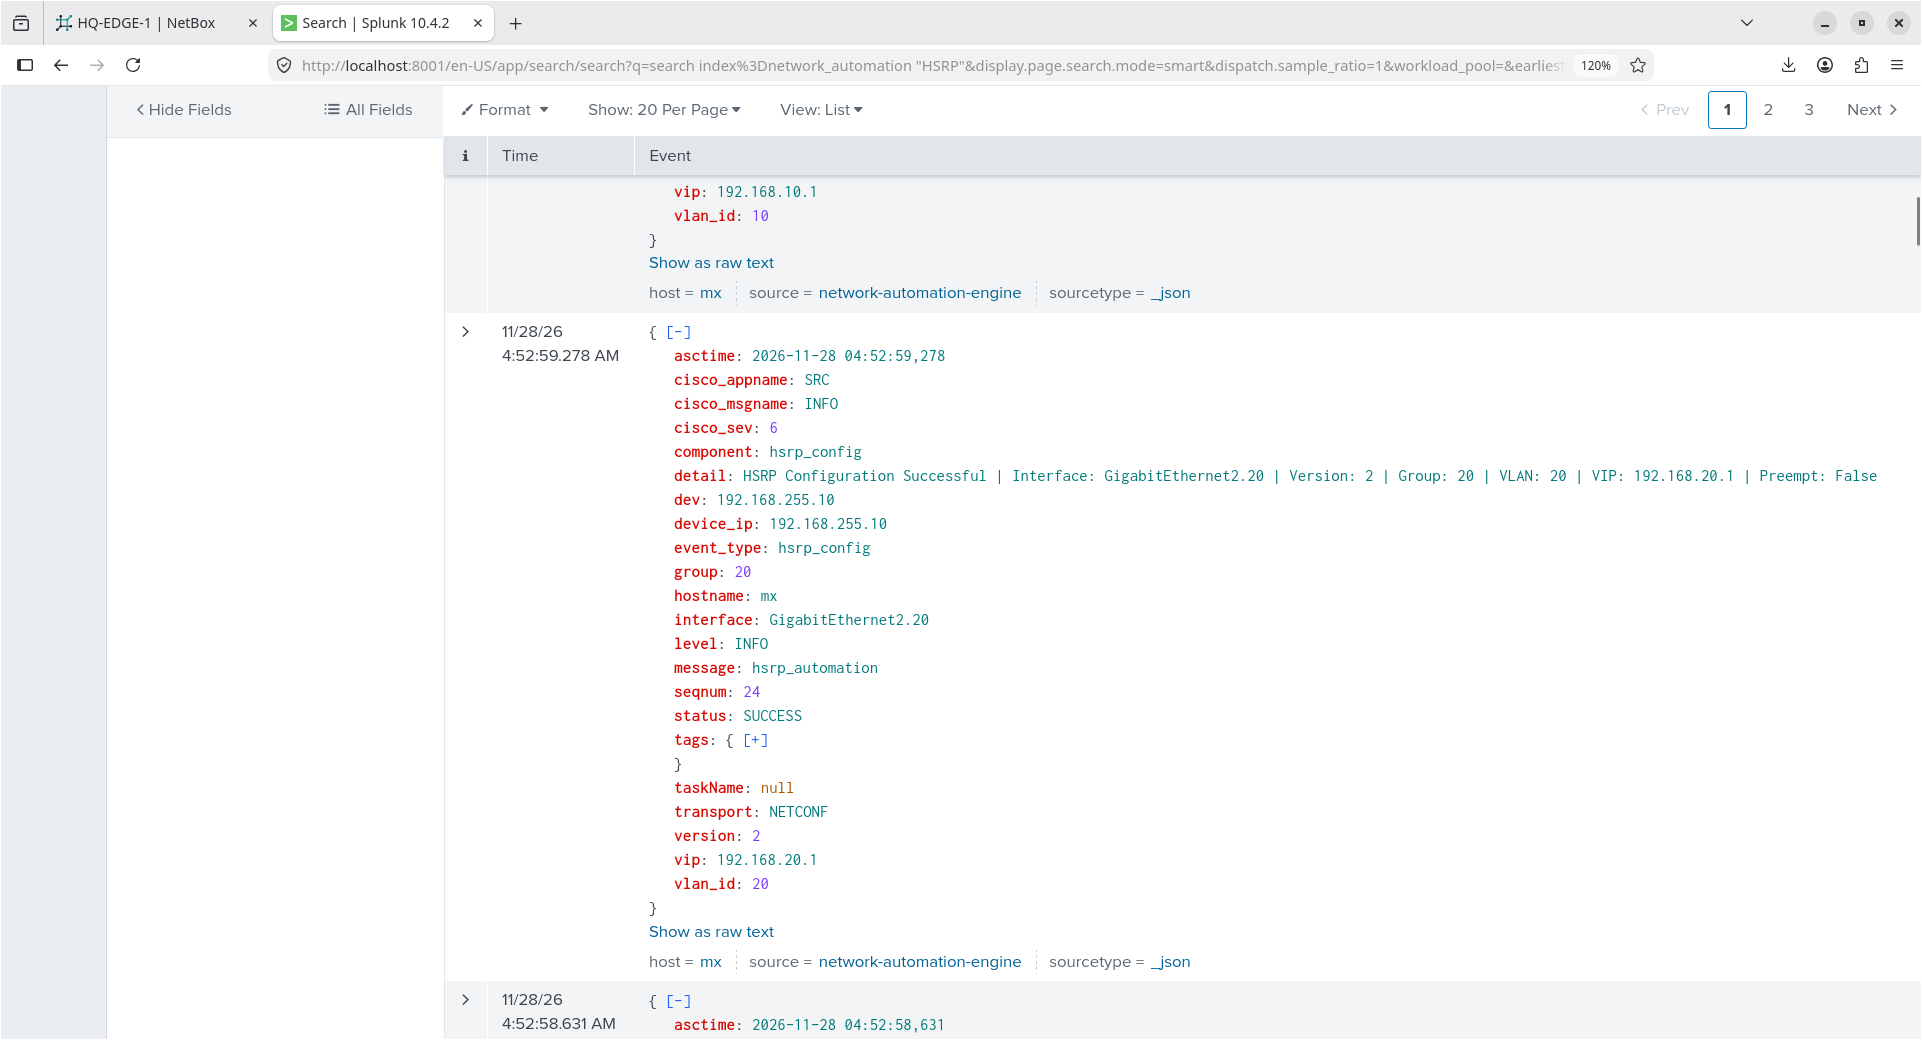 HQ-EDGE-1 | NetBox
Search | Splunk 10.4.2
http://localhost:8001/en-US/app/search/search?q=search index%3Dnetwork_automation "HSRP"&display.page.search.mode=smart&dispatch.sample_ratio=1&workload_pool=&earliest
120%
Hide Fields
All Fields
Format
Show: 20 Per Page
View: List
Prev
1
2
3
Next
i
Time
Event
vip: 192.168.10.1
vlan_id: 10
}
Show as raw text
host = mx
source = network-automation-engine
sourcetype = _json
11/28/26
4:52:59.278 AM
{ [-]
asctime: 2026-11-28 04:52:59,278
cisco_appname: SRC
cisco_msgname: INFO
cisco_sev: 6
component: hsrp_config
detail: HSRP Configuration Successful | Interface: GigabitEthernet2.20 | Version: 2 | Group: 20 | VLAN: 20 | VIP: 192.168.20.1 | Preempt: False
dev: 192.168.255.10
device_ip: 192.168.255.10
event_type: hsrp_config
group: 20
hostname: mx
interface: GigabitEthernet2.20
level: INFO
message: hsrp_automation
seqnum: 24
status: SUCCESS
tags: { [+]
}
taskName: null
transport: NETCONF
version: 2
vip: 192.168.20.1
vlan_id: 20
}
Show as raw text
host = mx
source = network-automation-engine
sourcetype = _json
11/28/26
4:52:58.631 AM
{ [-]
asctime: 2026-11-28 04:52:58,631